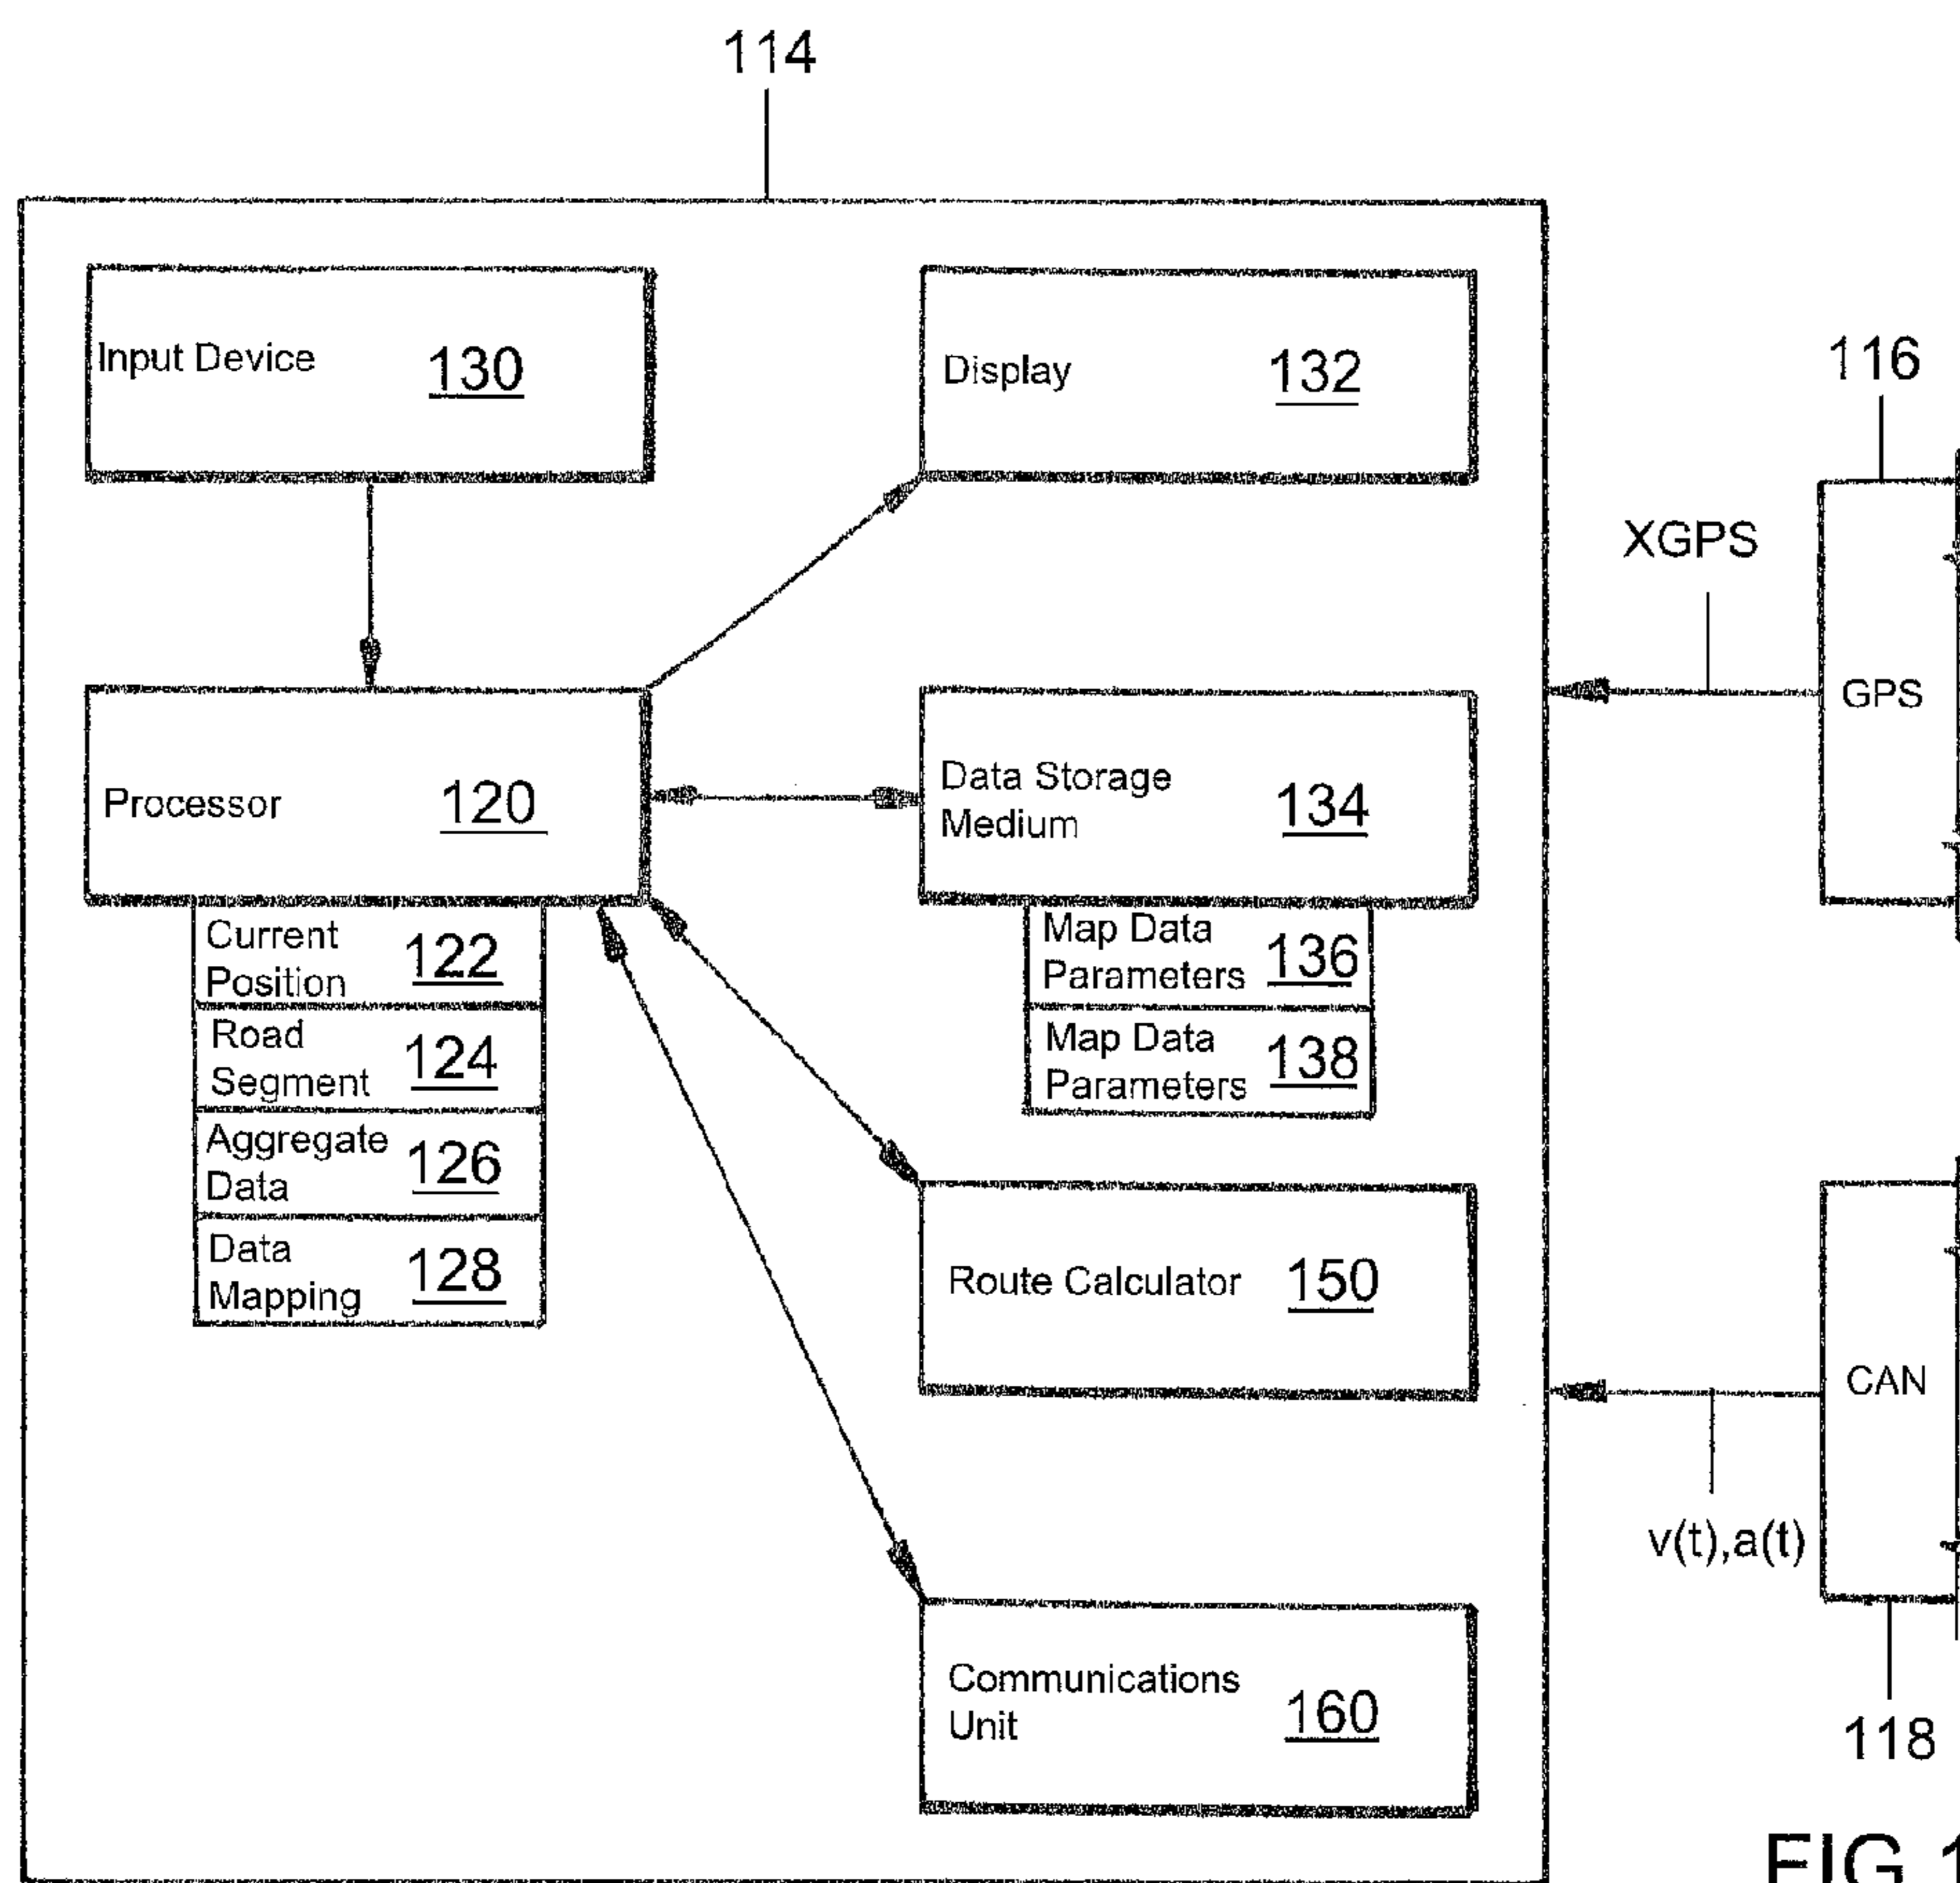 114
Input Device 130
Display 132
116
XGPS
GPS
Processor 120
Data Storage
Medium 134
Current
Position 122
Road
Segment 124
Aggregate
Data 126
Data
Mapping 128
Map Data
Parameters 136
Map Data
Parameters 138
Route Calculator 150
CAN
v(t),a(t)
Communications
Unit 160
118
FIG 1